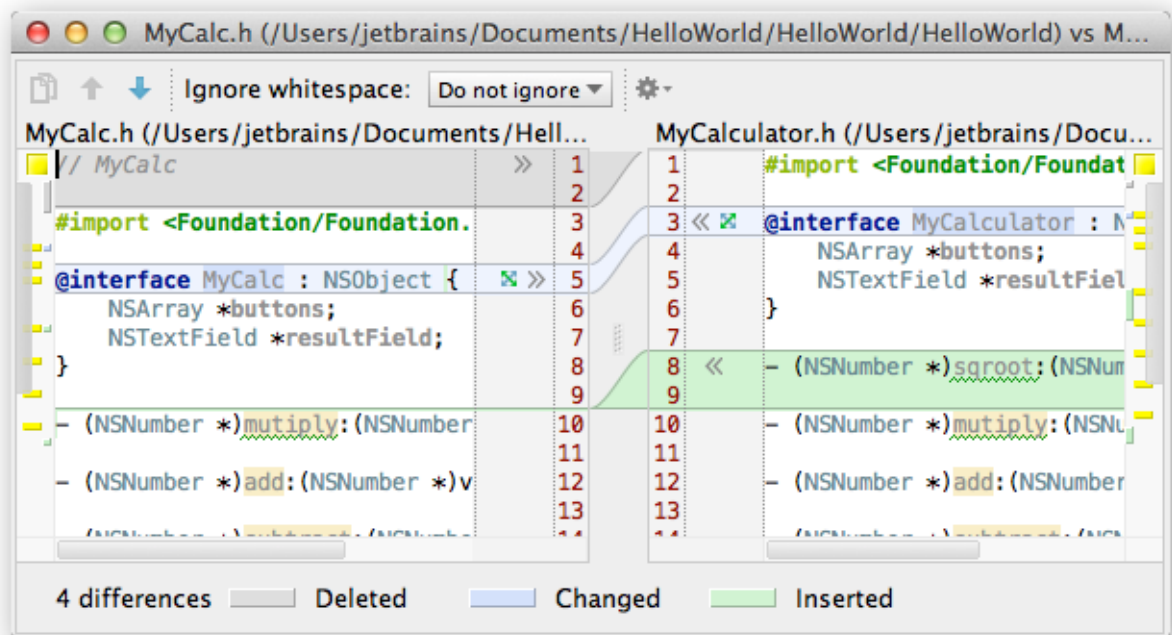 MyCalc.h (/Users/jetbrains/Documents/HelloWorld/HelloWorld/HelloWorld) vs M...
Ignore whitespace: Do not ignore
MyCalc.h (/Users/jetbrains/Documents/Hell...
// MyCalc » 1
2
#import <Foundation/Foundation. 3
4
@interface MyCalc : NSObject { » 5
NSArray *buttons; 6
NSTextField *resultField; 7
} 8
9
- (NSNumber *)mutiply:(NSNumber 10
11
- (NSNumber *)add:(NSNumber *)v 12
13
MyCalculator.h (/Users/jetbrains/Docu...
1 #import <Foundation/Foundat
2
3 « @interface MyCalculator : N
4 NSArray *buttons;
5 NSTextField *resultFiel
6 }
7
8 « - (NSNumber *)sqroot:(NSNum
9
10 - (NSNumber *)mutiply:(NSNu
11
12 - (NSNumber *)add:(NSNumber
13
4 differences Deleted Changed Inserted